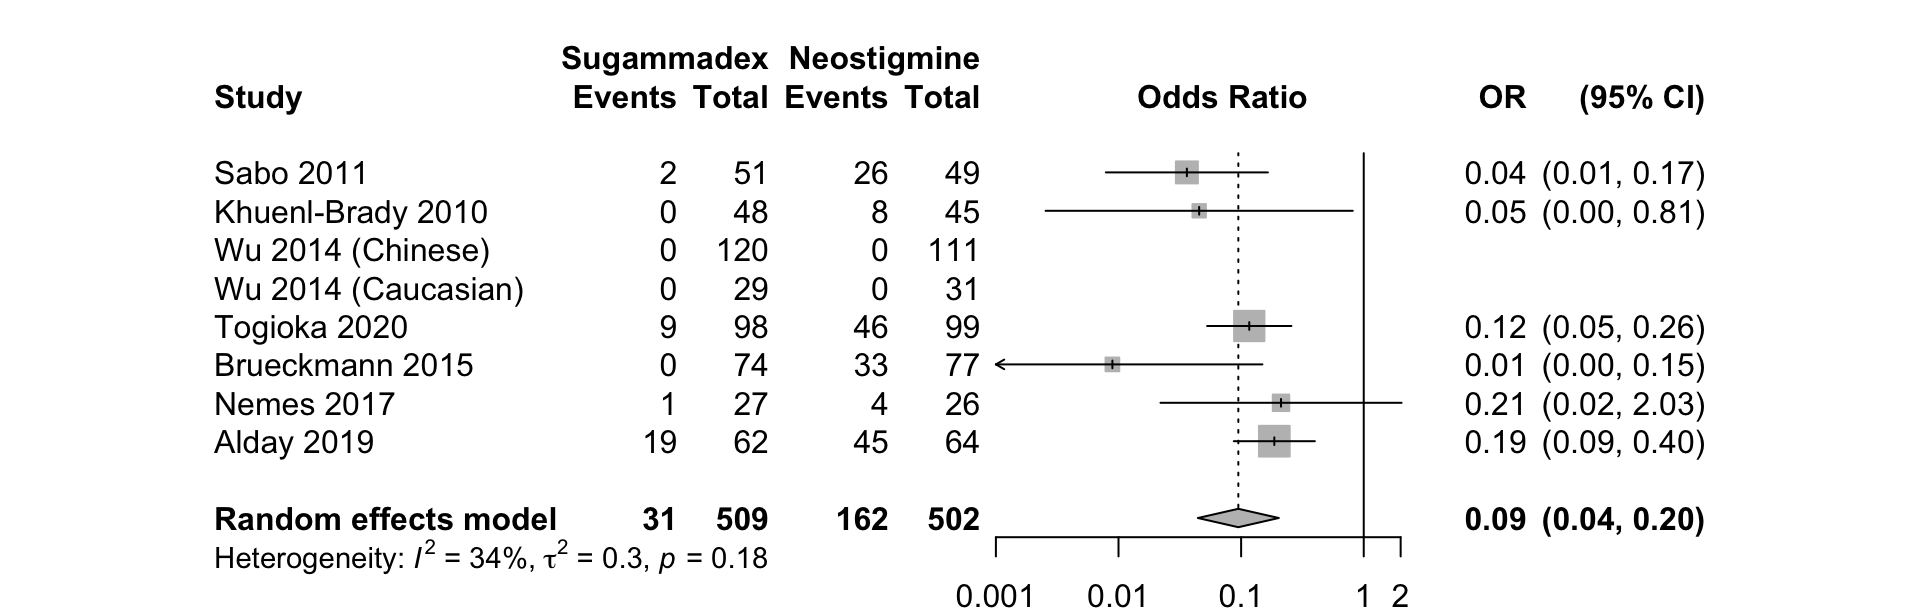 Sugammadex Neostigmine
Study Events Total Events Total Odds Ratio OR (95% CI)
Sabo 2011 2 51 26 49 0.04 (0.01, 0.17)
Khuenl-Brady 2010 0 48 8 45 0.05 (0.00, 0.81)
Wu 2014 (Chinese) 0 120 0 111
Wu 2014 (Caucasian) 0 29 0 31
Togioka 2020 9 98 46 99 0.12 (0.05, 0.26)
Brueckmann 2015 0 74 33 77 0.01 (0.00, 0.15)
Nemes 2017 1 27 4 26 0.21 (0.02, 2.03)
Alday 2019 19 62 45 64 0.19 (0.09, 0.40)
Random effects model 31 509 162 502 0.09 (0.04, 0.20)
Heterogeneity: I² = 34%, τ² = 0.3, p = 0.18
0.001 0.01 0.1 1 2